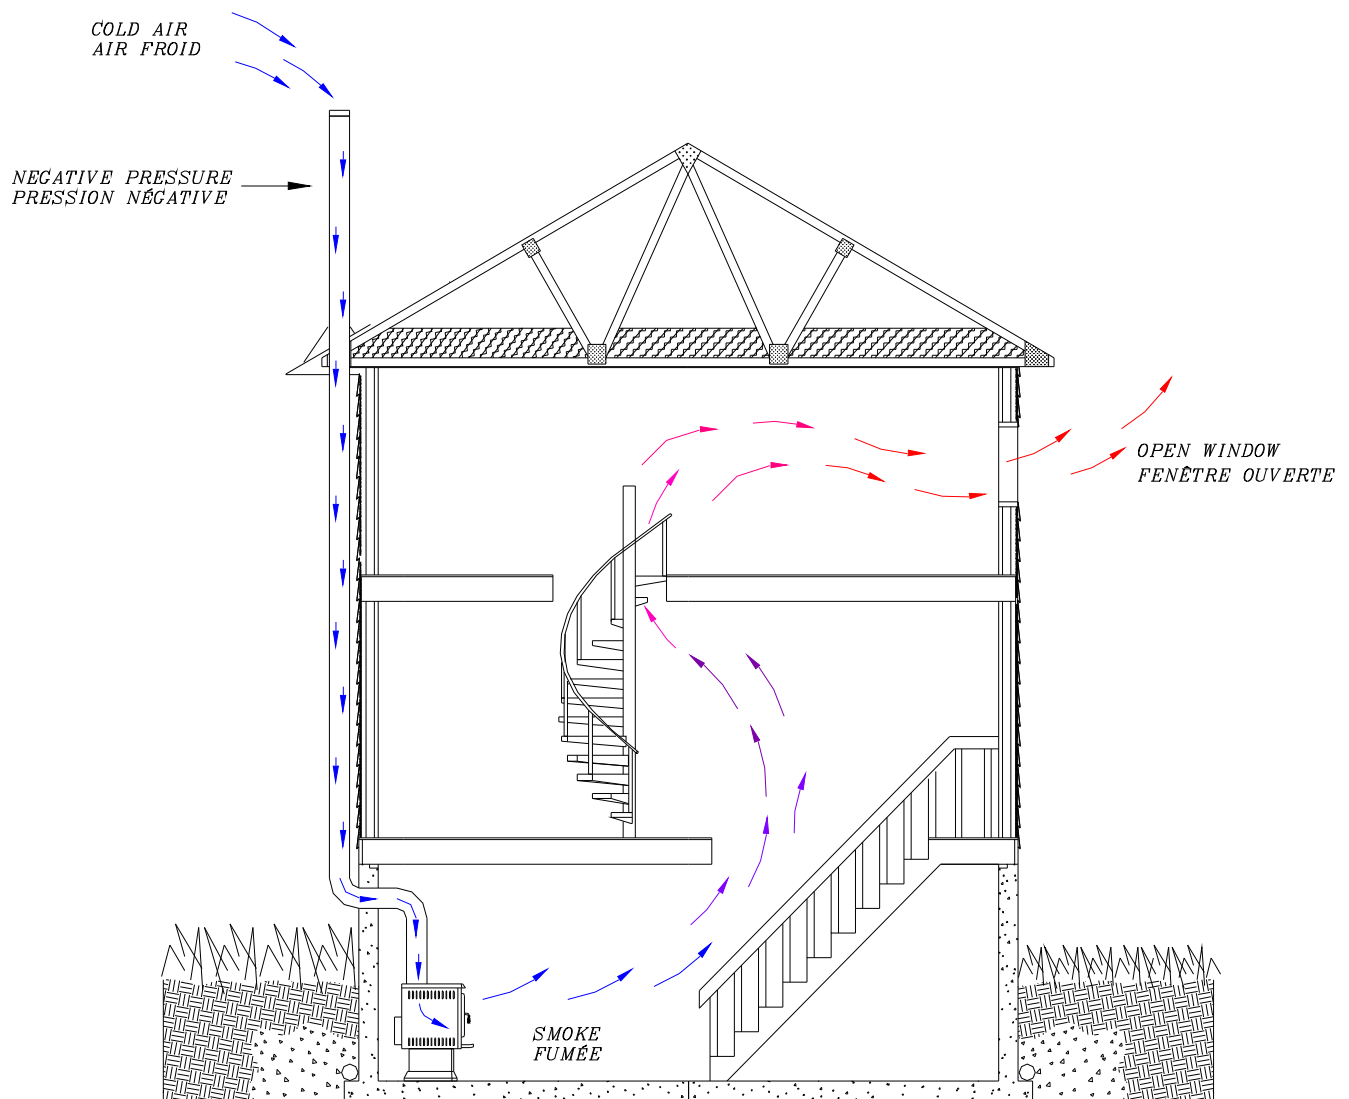 COLD AIR
AIR FROID
NEGATIVE PRESSURE
PRESSION NÉGATIVE
OPEN WINDOW
FENÊTRE OUVERTE
SMOKE
FUMÉE